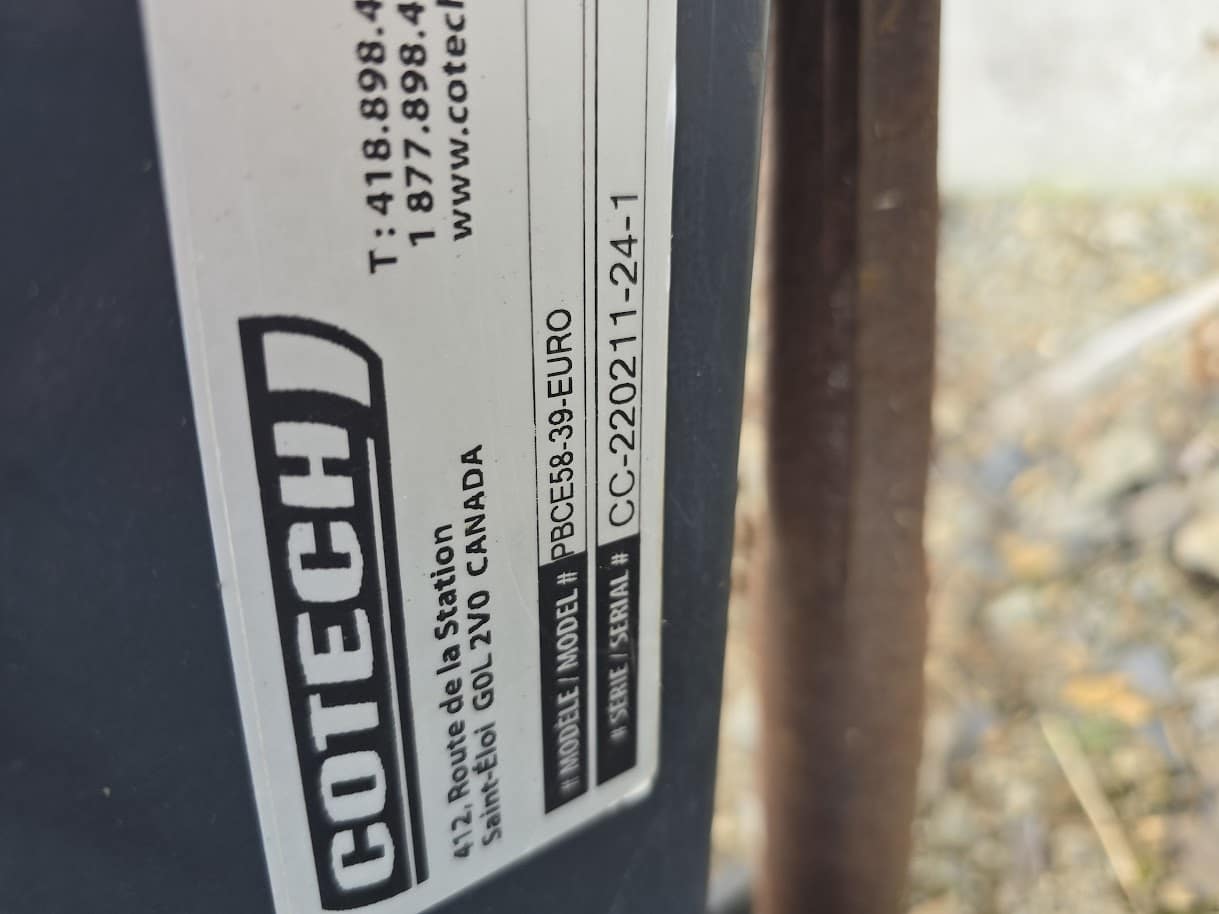 COTECH
412, Route de la Station
Saint-Éloi G0L 2V0 CANADA
T : 418.898.4
1 877.898.4
www.cotech
# MODÈLE / MODEL # PBCE58-39-EURO
# SÉRIE / SERIAL # CC-220211-24-1